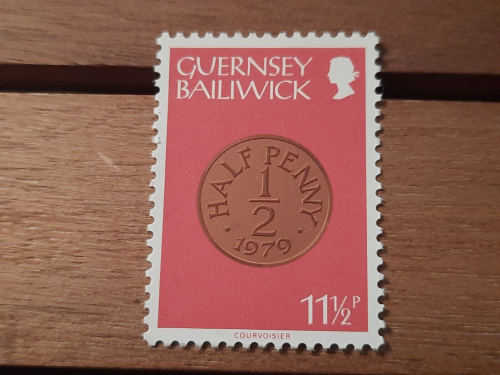 GUERNSEY
BAILIWICK
HALF PENNY
1/2
· 1979 ·
11½P
COURVOISIER